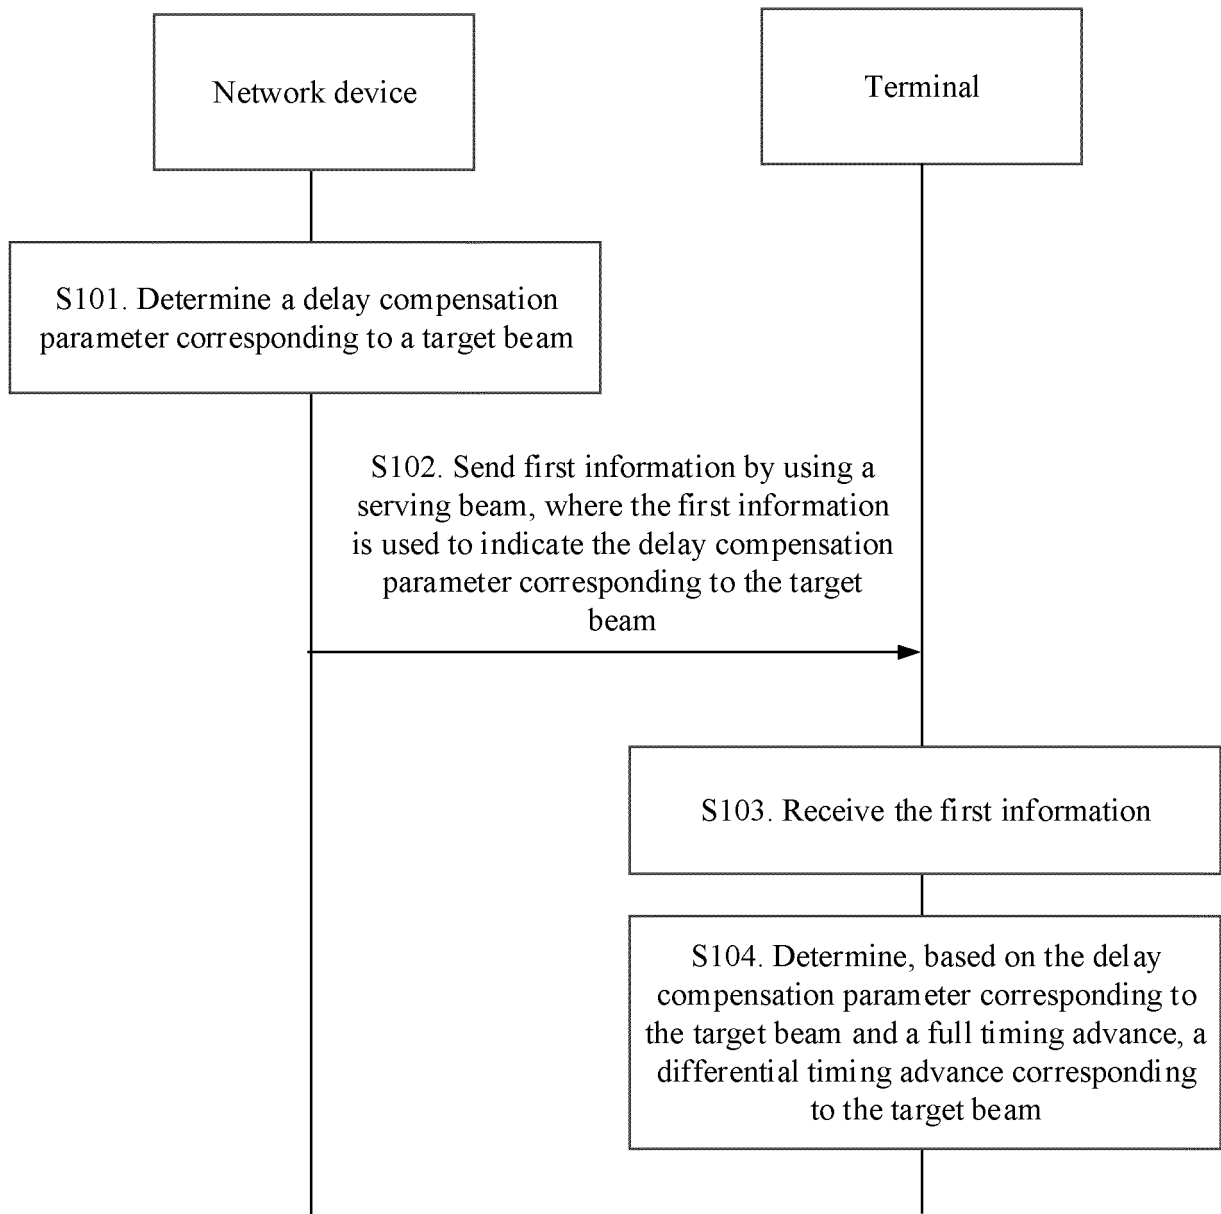 Network device
Terminal
S101. Determine a delay compensation
parameter corresponding to a target beam
S102. Send first information by using a
serving beam, where the first information
is used to indicate the delay compensation
parameter corresponding to the target
beam
S103. Receive the first information
S104. Determine, based on the delay
compensation parameter corresponding to
the target beam and a full timing advance, a
differential timing advance corresponding
to the target beam